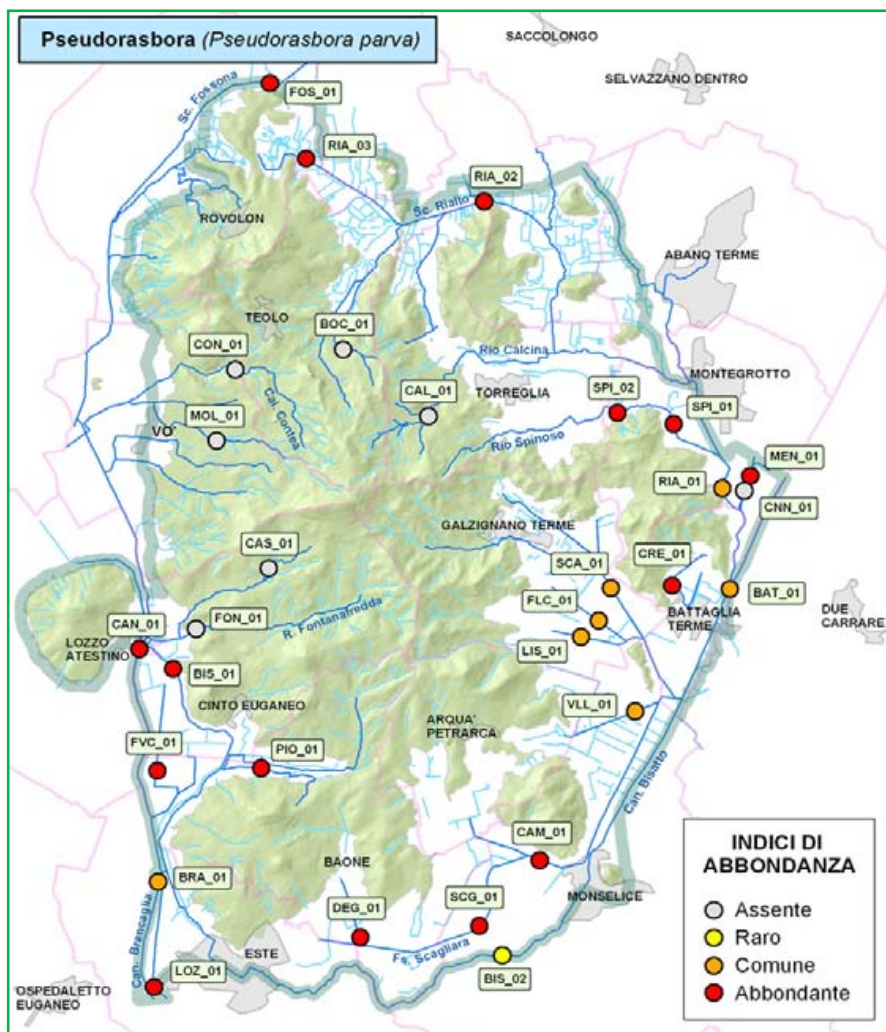 Pseudorasbora (Pseudorasbora parva)
SACCOLONGO
SELVAZZANO DENTRO
Sc. Fossona
FOS_01
RIA_03
RIA_02
Sc. Rialto
ROVOLON
ABANO TERME
TEOLO
BOC_01
CON_01
Rio Calcina
MONTEGROTTO
CAL_01
TORREGLIA
SPI_02
SPI_01
Cal. Contea
MOL_01
VO'
Rio Spinoso
MEN_01
RIA_01
CNN_01
GALZIGNANO TERME
CAS_01
SCA_01
CRE_01
FLC_01
BAT_01
BATTAGLIA
TERME
DUE
CARRARE
CAN_01
FON_01
R. Fontanafredda
LOZZO
ATESTINO
LIS_01
BIS_01
CINTO EUGANEO
VLL_01
ARQUA'
PETRARCA
FVC_01
PIO_01
Can. Bisatto
CAM_01
BAONE
BRA_01
MONSELICE
DEG_01
SCG_01
Can. Brancaglia
ESTE
Fs. Scagliara
LOZ_01
BIS_02
OSPEDALETTO
EUGANEO
INDICI DI
ABBONDANZA
Assente
Raro
Comune
Abbondante